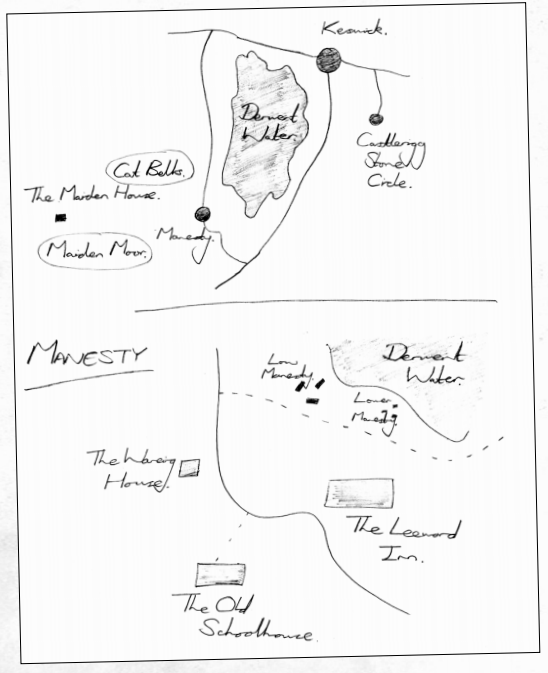 Keswick.
Derwent
Water.
Castlerigg
Stone
Circle.
Cat Bells.
The Marden House.
Manesty.
Maiden Moor.
MANESTY
Low
Manesty
Derwent
Water.
Lower
Manesty
The Waring
House.
The Leeward
Inn.
The Old
Schoolhouse.